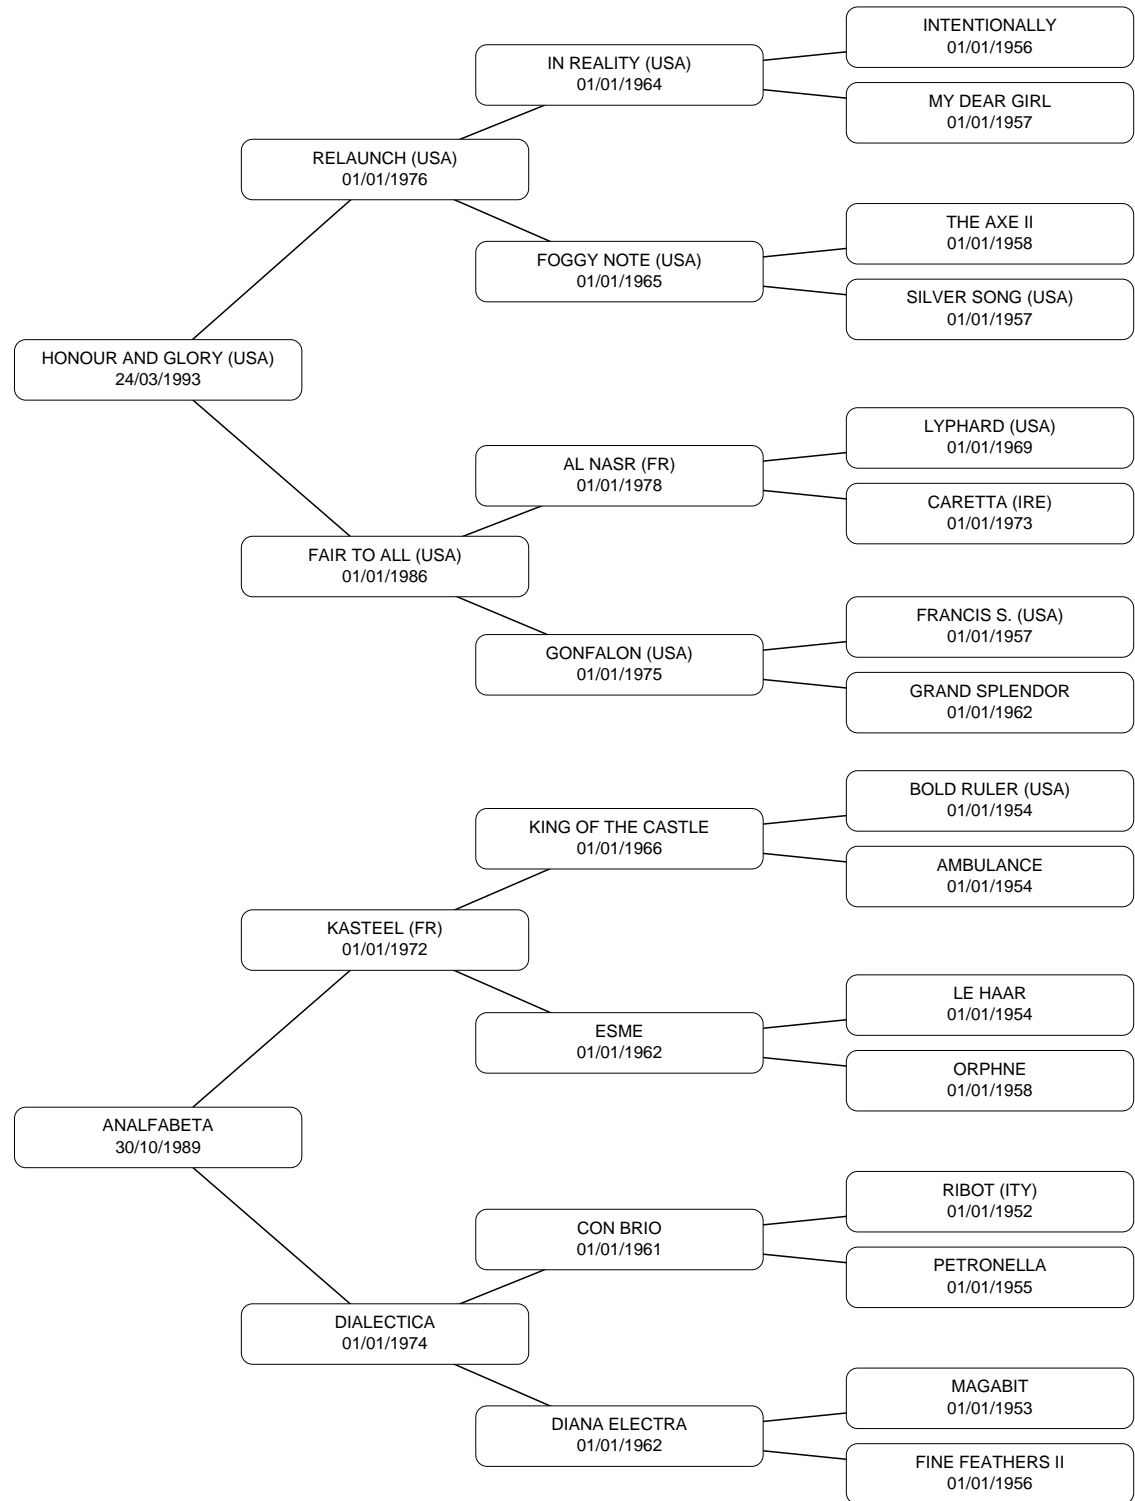 INTENTIONALLY
01/01/1956
IN REALITY (USA)
01/01/1964
MY DEAR GIRL
01/01/1957
RELAUNCH (USA)
01/01/1976
THE AXE II
01/01/1958
FOGGY NOTE (USA)
01/01/1965
SILVER SONG (USA)
01/01/1957
HONOUR AND GLORY (USA)
24/03/1993
LYPHARD (USA)
01/01/1969
AL NASR (FR)
01/01/1978
CARETTA (IRE)
01/01/1973
FAIR TO ALL (USA)
01/01/1986
FRANCIS S. (USA)
01/01/1957
GONFALON (USA)
01/01/1975
GRAND SPLENDOR
01/01/1962
BOLD RULER (USA)
01/01/1954
KING OF THE CASTLE
01/01/1966
AMBULANCE
01/01/1954
KASTEEL (FR)
01/01/1972
LE HAAR
01/01/1954
ESME
01/01/1962
ORPHNE
01/01/1958
ANALFABETA
30/10/1989
RIBOT (ITY)
01/01/1952
CON BRIO
01/01/1961
PETRONELLA
01/01/1955
DIALECTICA
01/01/1974
MAGABIT
01/01/1953
DIANA ELECTRA
01/01/1962
FINE FEATHERS II
01/01/1956